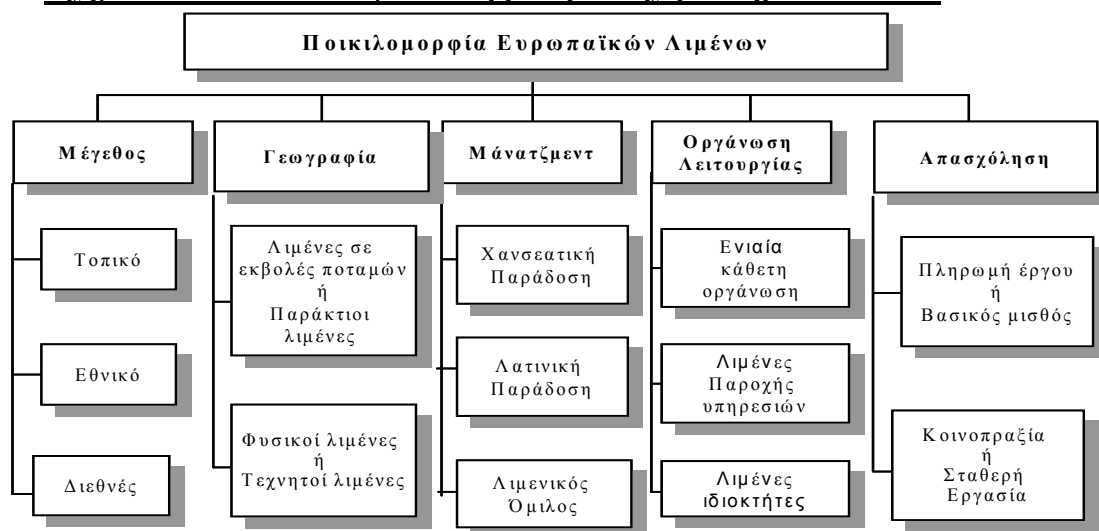 Ποικιλομορφία Ευρωπαϊκών Λιμένων
Μέγεθος
Τοπικό
Εθνικό
Διεθνές
Γεωγραφία
Λιμένες σε
εκβολές ποταμών
ή
Παράκτιοι
λιμένες
Φυσικοί λιμένες
ή
Τεχνητοί λιμένες
Μάνατζμεντ
Χανσεατική
Παράδοση
Λατινική
Παράδοση
Λιμενικός
Όμιλος
Οργάνωση
Λειτουργίας
Ενιαία
κάθετη
οργάνωση
Λιμένες
Παροχής
υπηρεσιών
Λιμένες
ιδιοκτήτες
Απασχόληση
Πληρωμή έργου
ή
Βασικός μισθός
Κοινοπραξία
ή
Σταθερή
Εργασία